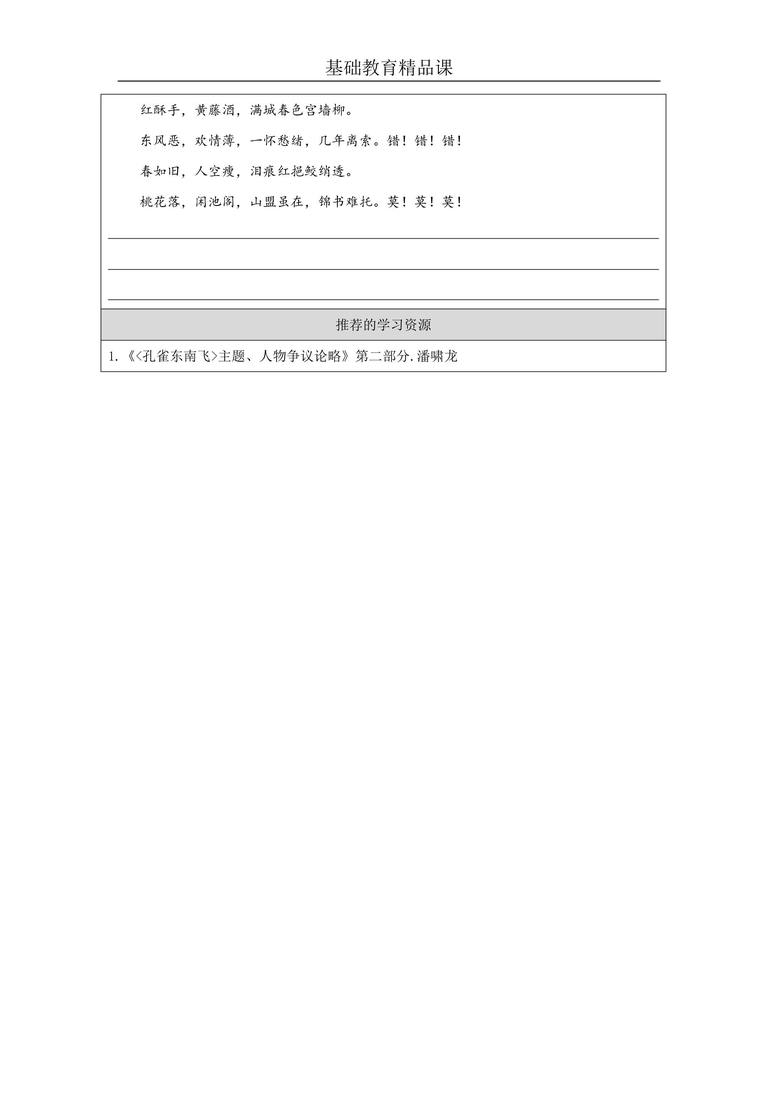 基础教育精品课
红酥手，黄藤酒，满城春色宫墙柳。
东风恶，欢情薄，一怀愁绪，几年离索。错！错！错！
春如旧，人空瘦，泪痕红挹鲛绡透。
桃花落，闲池阁，山盟虽在，锦书难托。莫！莫！莫！
推荐的学习资源
1.《<孔雀东南飞>主题、人物争议论略》第二部分.潘啸龙